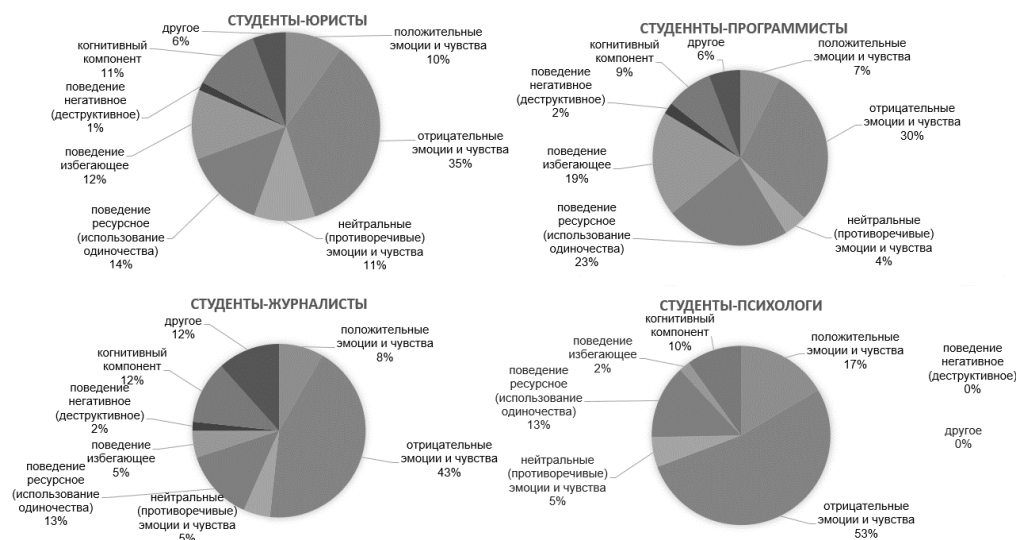 СТУДЕНТЫ-ЮРИСТЫ
другое
6%
положительные
эмоции и чувства
10%
когнитивный
компонент
11%
поведение
негативное
(деструктивное)
1%
отрицательные
эмоции и чувства
35%
поведение
избегающее
12%
поведение
ресурсное
(использование
одиночества)
14%
нейтральные
(противоречивые)
эмоции и чувства
11%
СТУДЕННТЫ-ПРОГРАММИСТЫ
другое
6%
положительные
эмоции и чувства
7%
когнитивный
компонент
9%
поведение
негативное
(деструктивное)
2%
отрицательные
эмоции и чувства
30%
поведение
избегающее
19%
поведение
ресурсное
(использование
одиночества)
23%
нейтральные
(противоречивые)
эмоции и чувства
4%
СТУДЕНТЫ-ЖУРНАЛИСТЫ
другое
12%
положительные
эмоции и чувства
8%
когнитивный
компонент
12%
поведение
негативное
(деструктивное)
2%
отрицательные
эмоции и чувства
43%
поведение
избегающее
5%
поведение
ресурсное
(использование
одиночества)
13%
нейтральные
(противоречивые)
эмоции и чувства
5%
СТУДЕНТЫ-ПСИХОЛОГИ
когнитивный
компонент
10%
положительные
эмоции и чувства
17%
поведение
избегающее
2%
поведение
негативное
(деструктивное)
0%
поведение
ресурсное
(использование
одиночества)
13%
другое
0%
нейтральные
(противоречивые)
эмоции и чувства
5%
отрицательные
эмоции и чувства
53%